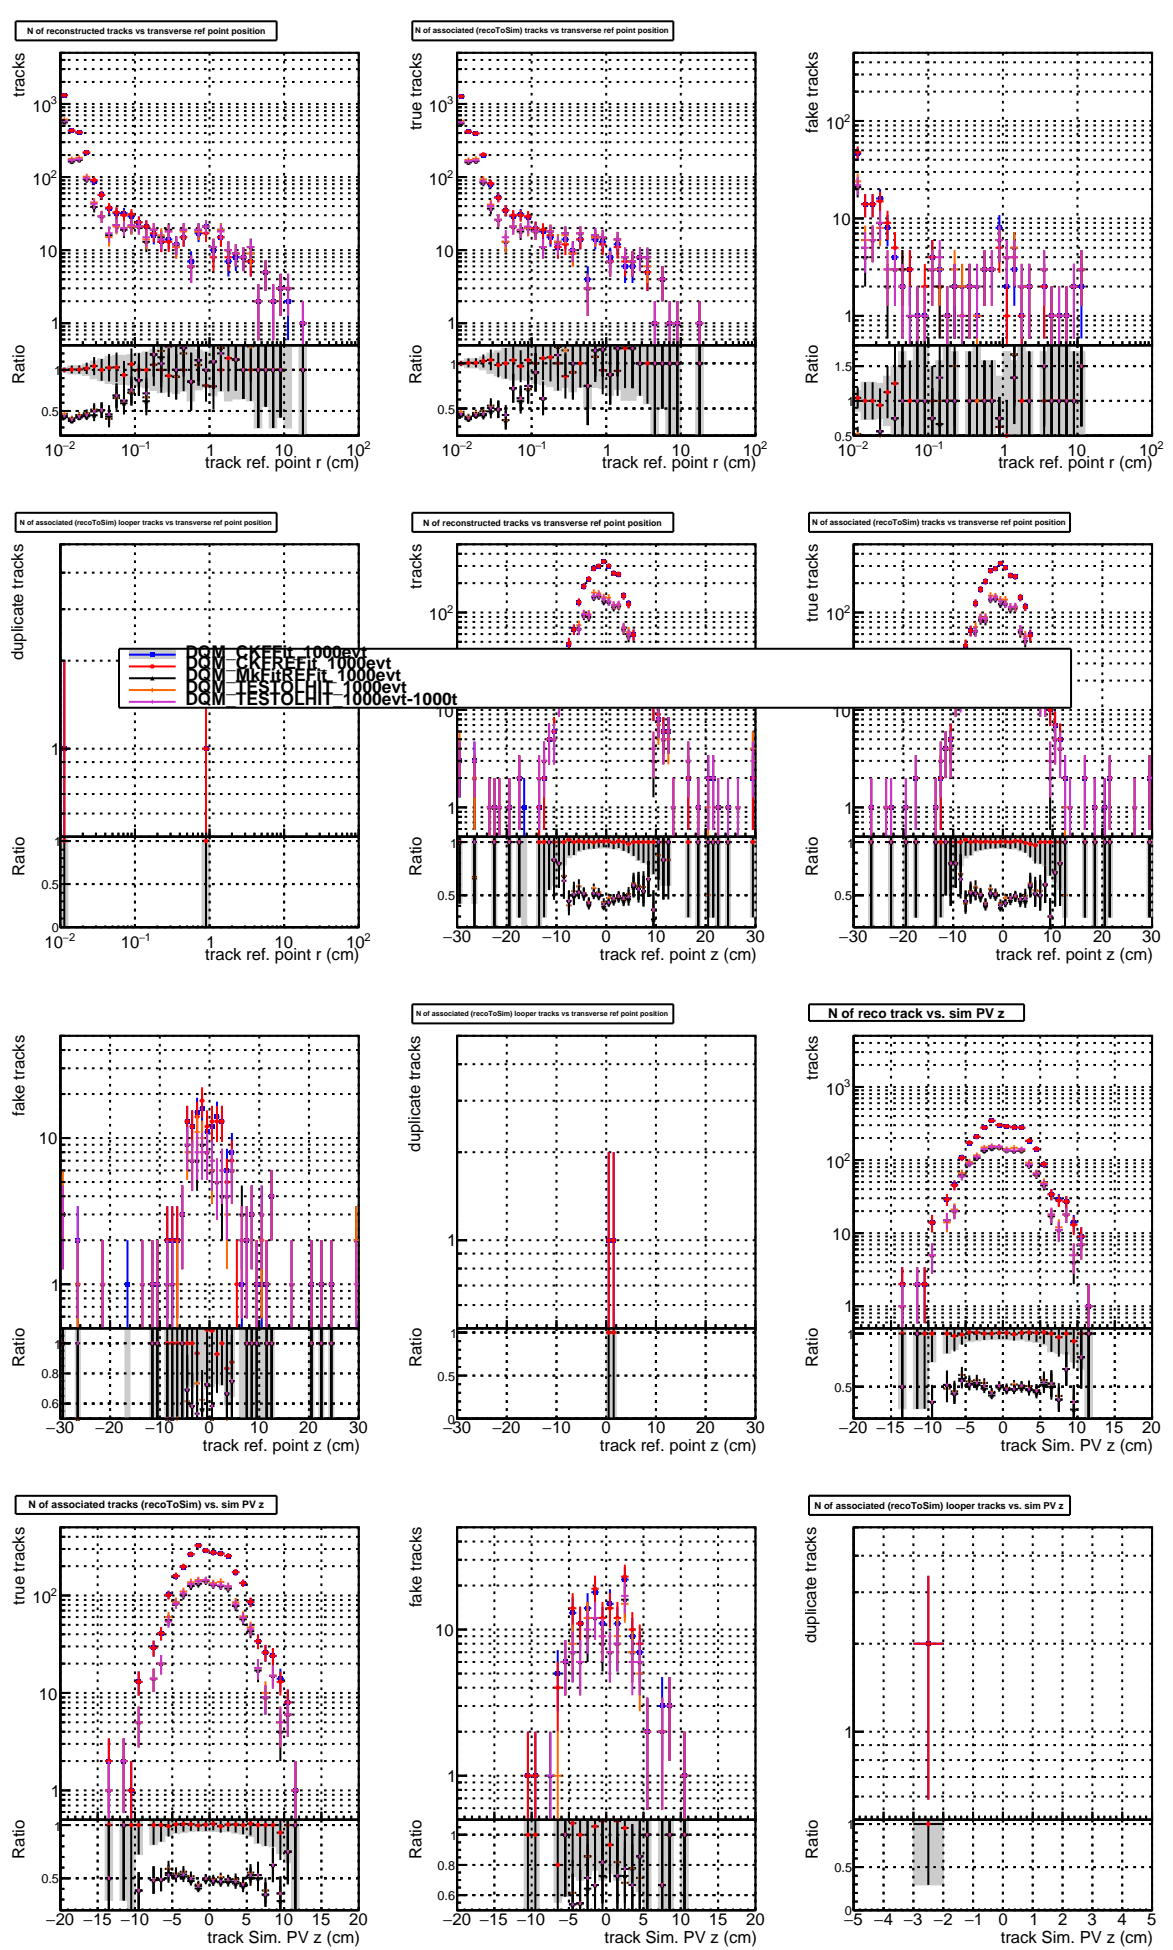 N of reconstructed tracks vs transverse ref point position
N of associated (recoToSim) tracks vs transverse ref point position
tracks
10³
10²
10
1
Ratio
1
0.5
10⁻² 10⁻¹ 1 10 10²
track ref. point r (cm)
true tracks
10³
10²
10
1
Ratio
1
0.5
10⁻² 10⁻¹ 1 10 10²
track ref. point r (cm)
fake tracks
10²
10
1
Ratio
1.5
1
0.5
10⁻² 10⁻¹ 1 10 10²
track ref. point r (cm)
N of associated (recoToSim) looper tracks vs transverse ref point position
N of reconstructed tracks vs transverse ref point position
N of associated (recoToSim) tracks vs transverse ref point position
duplicate tracks
1
Ratio
1
0.5
0
10⁻² 10⁻¹ 1 10 10²
track ref. point r (cm)
tracks
10²
10
1
Ratio
1
0.5
−30 −20 −10 0 10 20 30
track ref. point z (cm)
true tracks
10²
10
1
Ratio
1
0.5
−30 −20 −10 0 10 20 30
track ref. point z (cm)
DQM_CKFFit_1000evt
DQM_CKFREFit_1000evt
DQM_MkFitREFit_1000evt
DQM_TESTOLHIT_1000evt
DQM_TESTOLHIT_1000evt-1000t
N of associated (recoToSim) looper tracks vs transverse ref point position
N of reco track vs. sim PV z
fake tracks
10
1
Ratio
1
0.8
0.6
−30 −20 −10 0 10 20 30
track ref. point z (cm)
duplicate tracks
1
Ratio
1
0.5
0
−30 −20 −10 0 10 20 30
track ref. point z (cm)
tracks
10³
10²
10
1
Ratio
1
0.5
−20 −15 −10 −5 0 5 10 15 20
track Sim. PV z (cm)
N of associated tracks (recoToSim) vs. sim PV z
N of associated (recoToSim) looper tracks vs. sim PV z
true tracks
10²
10
1
Ratio
1
0.5
−20 −15 −10 −5 0 5 10 15 20
track Sim. PV z (cm)
fake tracks
10
1
Ratio
1
0.8
0.6
−20 −15 −10 −5 0 5 10 15 20
track Sim. PV z (cm)
duplicate tracks
1
Ratio
1
0.5
0
−5 −4 −3 −2 −1 0 1 2 3 4 5
track Sim. PV z (cm)